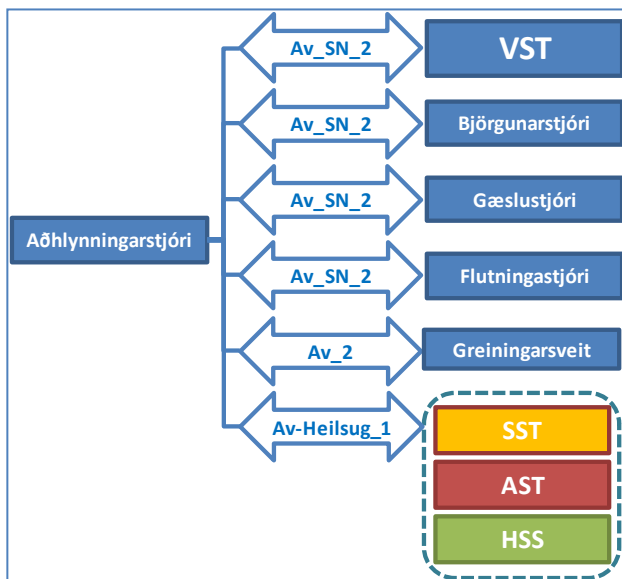 Av_SN_2
VST
Av_SN_2
Björgunarstjóri
Av_SN_2
Gæslustjóri
Aðhlynningarstjóri
Av_SN_2
Flutningastjóri
Av_2
Greiningarsveit
Av-Heilsug_1
SST
AST
HSS